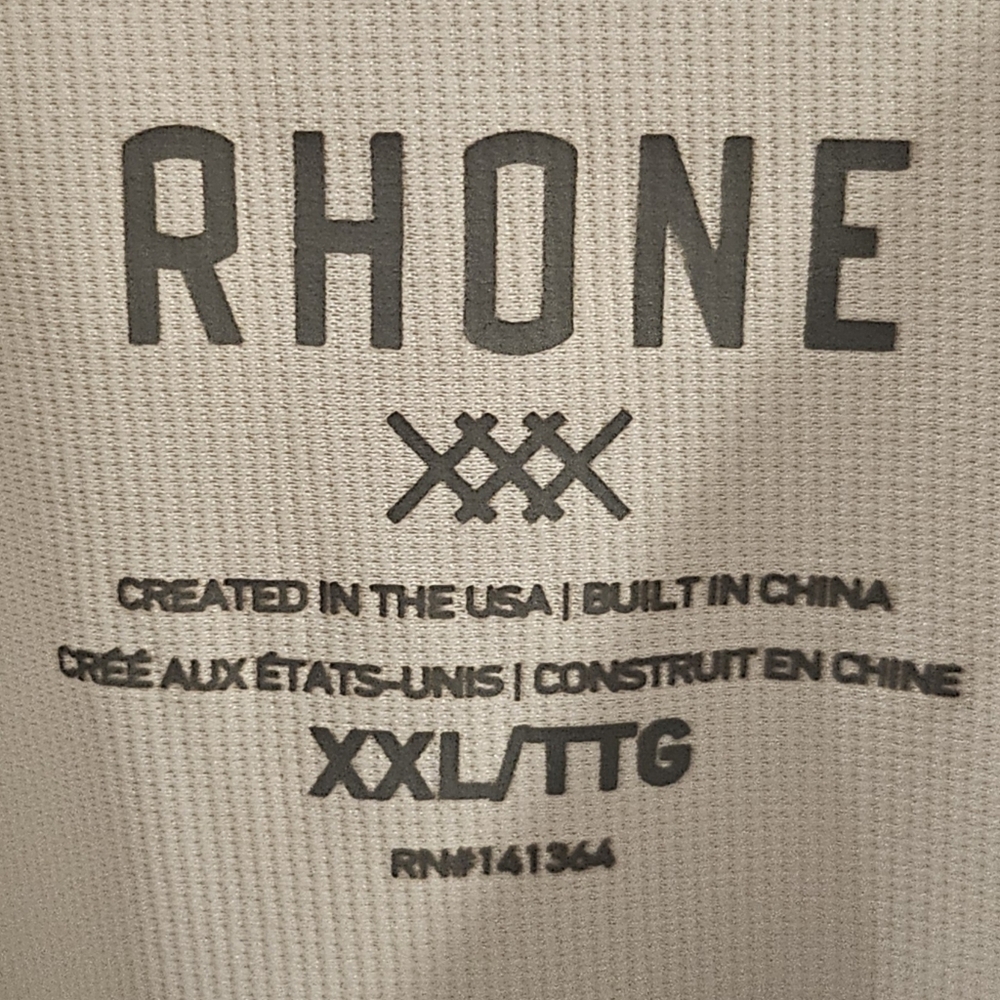 RHONE
CREATED IN THE USA | BUILT IN CHINA
CRÉÉ AUX ÉTATS-UNIS | CONSTRUIT EN CHINE
XXL/TTG
RN#141364